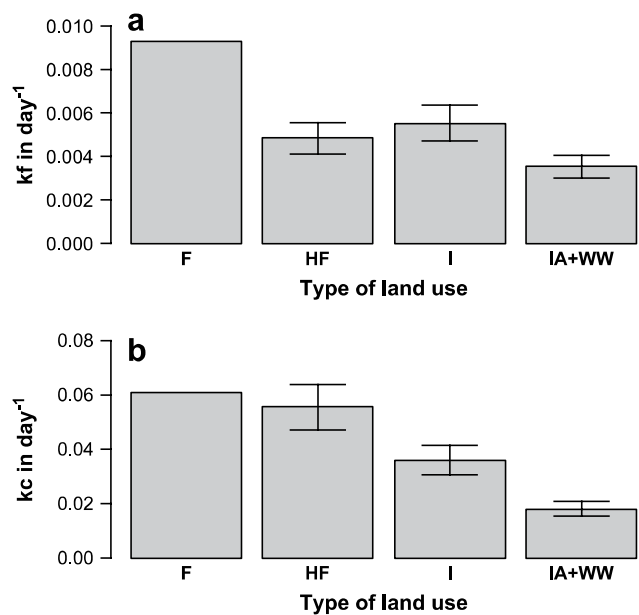 a
0.010
0.008
0.006
0.004
0.002
0.000
kf in day⁻¹
F HF I IA+WW
Type of land use
b
0.08
0.06
0.04
0.02
0.00
kc in day⁻¹
F HF I IA+WW
Type of land use